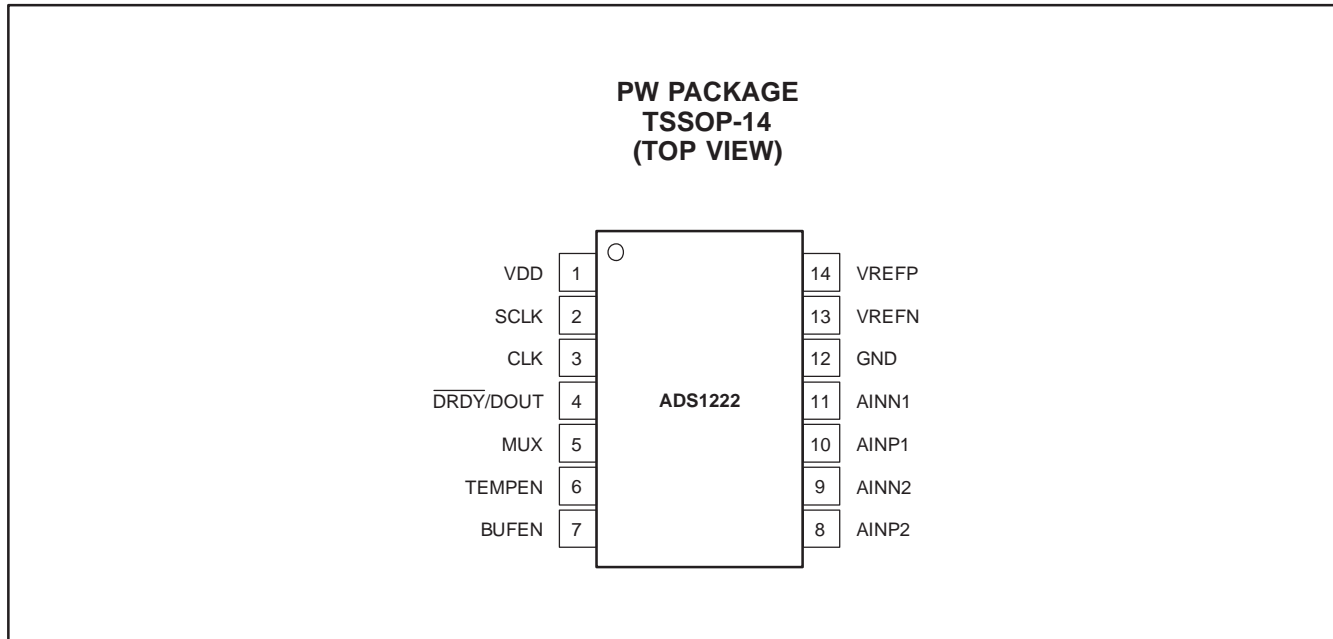 PW PACKAGE
TSSOP-14
(TOP VIEW)
VDD 1 14 VREFP
SCLK 2 13 VREFN
CLK 3 12 GND
DRDY/DOUT 4 ADS1222 11 AINN1
MUX 5 10 AINP1
TEMPEN 6 9 AINN2
BUFEN 7 8 AINP2